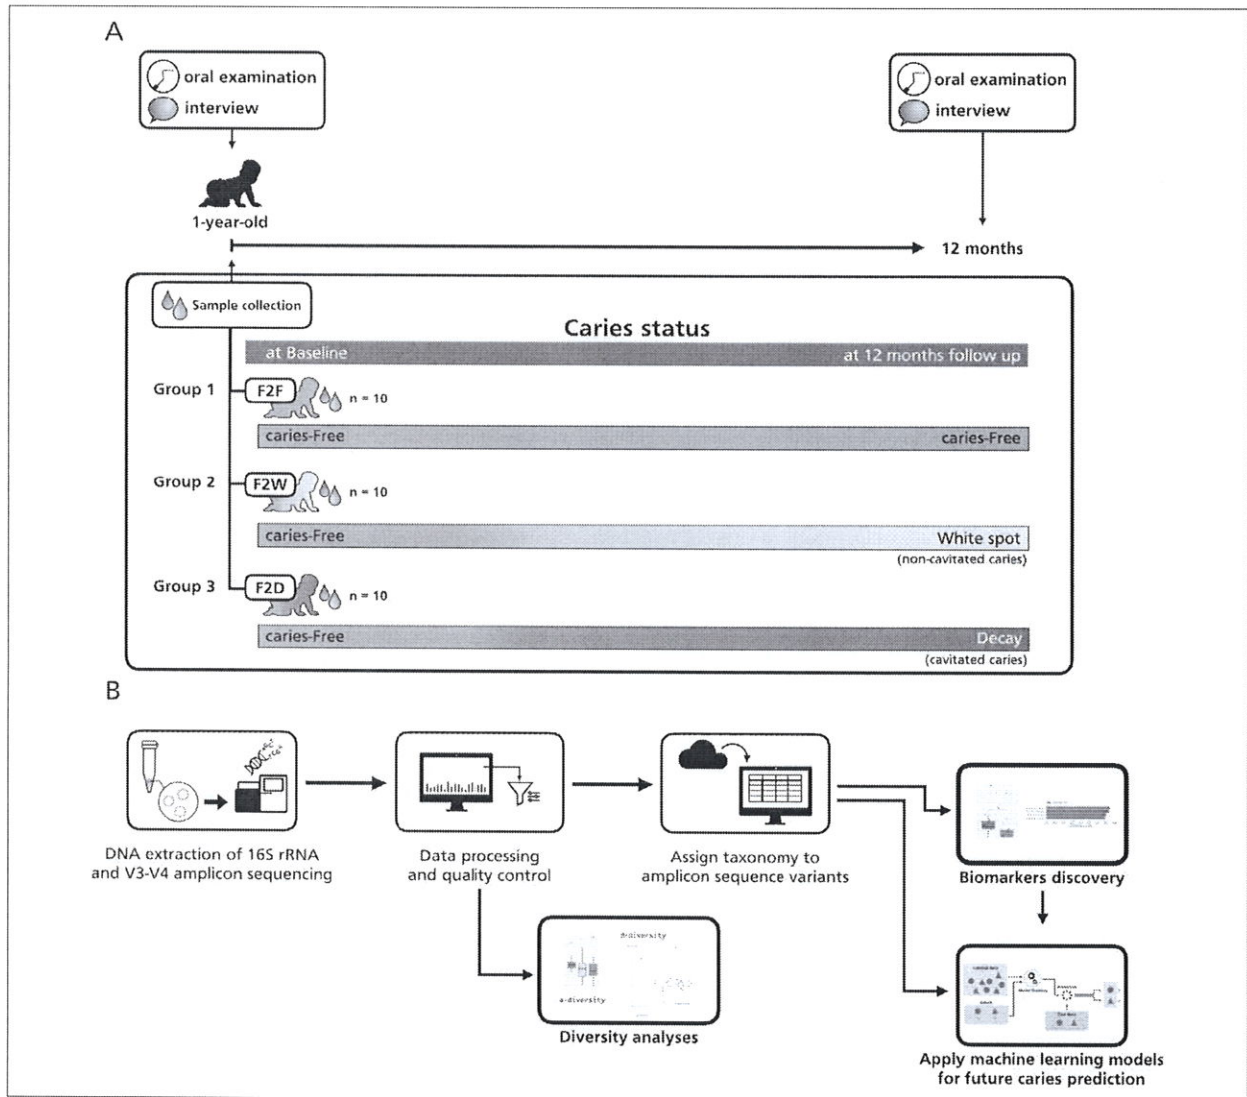 A
oral examination
interview
oral examination
interview
1-year-old
12 months
Sample collection
Caries status
at Baseline
at 12 months follow up
Group 1
F2F
n = 10
caries-Free
caries-Free
Group 2
F2W
n = 10
caries-Free
White spot
(non-cavitated caries)
Group 3
F2D
n = 10
caries-Free
Decay
(cavitated caries)
B
DNA extraction of 16S rRNA
and V3-V4 amplicon sequencing
Data processing
and quality control
Assign taxonomy to
amplicon sequence variants
Biomarkers discovery
β-diversity
α-diversity
Diversity analyses
Apply machine learning models
for future caries prediction